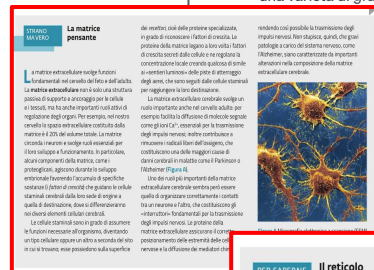 una varietà di gra
STRANO
MA VERO
La matrice
pensante
La matrice extracellulare svolge funzioni
fondamentali nel cervello del feto e dell'adulto.
La matrice extracellulare non è solo una struttura
passiva di supporto e ancoraggio per le cellule
e i tessuti, ma ha anche importanti ruoli attivi di
regolazione degli organi. Per esempio, nel nostro
cervello lo spazio extracellulare costituito dalla
matrice è il 20% del volume totale. La matrice
circonda i neuroni e svolge ruoli essenziali per
il loro sviluppo e funzionamento. In particolare,
alcuni componenti della matrice, come i
proteoglicani, agiscono durante lo sviluppo
embrionale favorendo l'accumulo di specifiche
sostanze (i fattori di crescita) che guidano le cellule
staminali cerebrali dalla loro sede di origine a
quella di destinazione, dove si differenzieranno
nei diversi elementi cellulari cerebrali.
Le cellule staminali sono in grado di assumere
le funzioni necessarie all'organismo, diventando
un tipo cellulare oppure un altro a seconda del sito
in cui si trovano; esse possiedono sulla superficie
dei recettori, cioè delle proteine specializzate,
in grado di riconoscere i fattori di crescita. Le
proteine della matrice legano a loro volta i fattori
di crescita secreti dalle cellule e ne regolano la
concentrazione locale creando qualcosa di simile
ai «sentieri luminosi» delle piste di atterraggio
degli aerei, che sono seguiti dalle cellule staminali
per raggiungere la loro destinazione.
La matrice extracellulare cerebrale svolge un
ruolo importante anche nel cervello adulto: per
esempio facilita la diffusione di molecole segnale
come gli ioni Ca²⁺, essenziali per la trasmissione
degli impulsi nervosi; inoltre contribuisce a
rimuovere i radicali liberi dell'ossigeno, che
costituiscono una delle maggiori cause di
danni cerebrali in malattie come il Parkinson o
l'Alzheimer (Figura A).
Uno dei ruoli più importanti della matrice
extracellulare cerebrale sembra però essere
quello di organizzare correttamente i contatti
tra un neurone e l'altro, che costituiscono gli
«interruttori» fondamentali per la trasmissione
degli impulsi nervosi. Le proteine della
matrice extracellulare assicurano il corretto
posizionamento delle estremità delle cellule
nervose e la diffusione dei mediatori chimici
rendendo così possibile la trasmissione degli
impulsi nervosi. Non stupisce, quindi, che gravi
patologie a carico del sistema nervoso, come
l'Alzheimer, siano caratterizzate da importanti
alterazioni nella composizione della matrice
extracellulare cerebrale.
Il reticolo